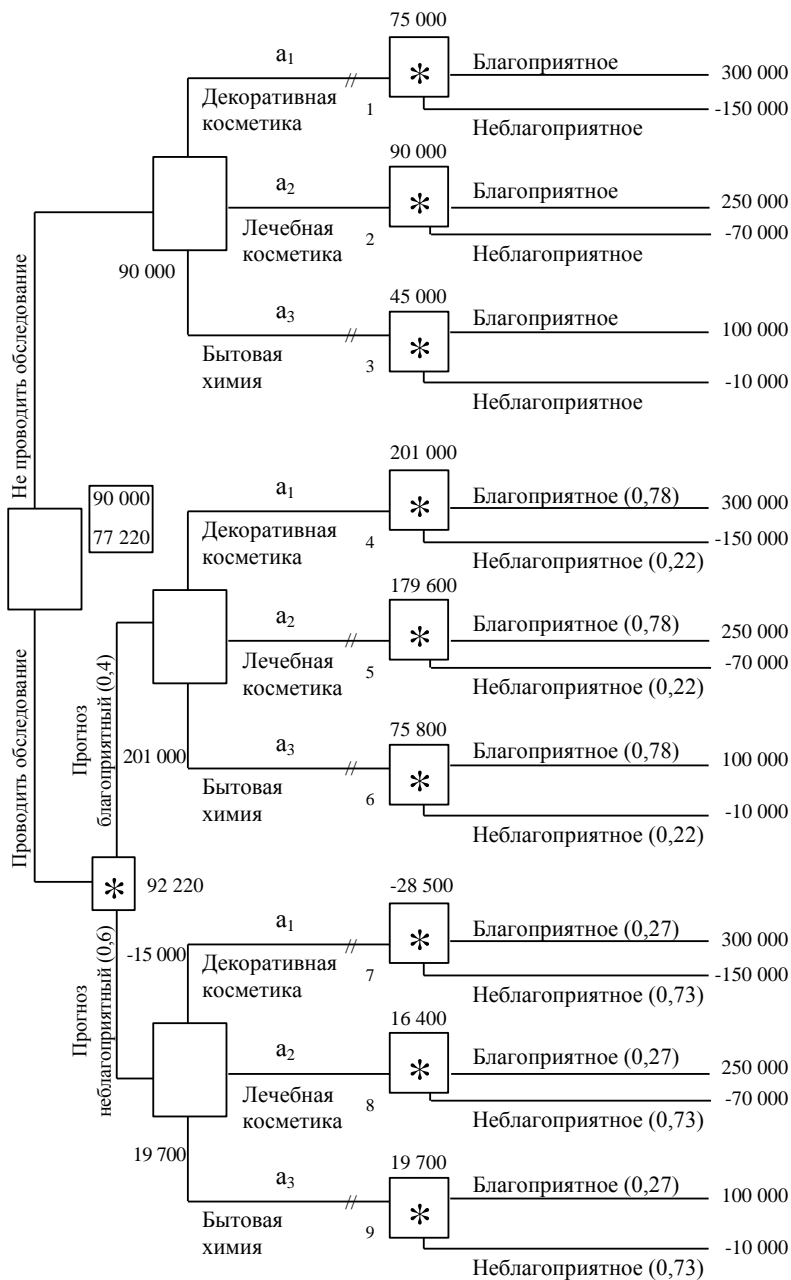 75 000
a1
Благоприятное
300 000
Декоративная
косметика
1
-150 000
Неблагоприятное
90 000
a2
Благоприятное
250 000
Лечебная
косметика
2
-70 000
Неблагоприятное
90 000
45 000
a3
Благоприятное
100 000
Бытовая
химия
3
-10 000
Неблагоприятное
Не проводить обследование
90 000
77 220
201 000
a1
Благоприятное (0,78)
300 000
Декоративная
косметика
4
-150 000
Неблагоприятное (0,22)
179 600
a2
Благоприятное (0,78)
250 000
Лечебная
косметика
5
-70 000
Неблагоприятное (0,22)
Проводить обследование
Прогноз
благоприятный (0,4)
201 000
75 800
a3
Благоприятное (0,78)
100 000
Бытовая
химия
6
-10 000
Неблагоприятное (0,22)
* 92 220
Прогноз
неблагоприятный (0,6)
-15 000
-28 500
a1
Благоприятное (0,27)
300 000
Декоративная
косметика
7
-150 000
Неблагоприятное (0,73)
16 400
a2
Благоприятное (0,27)
250 000
Лечебная
косметика
8
-70 000
Неблагоприятное (0,73)
19 700
19 700
a3
Благоприятное (0,27)
100 000
Бытовая
химия
9
-10 000
Неблагоприятное (0,73)